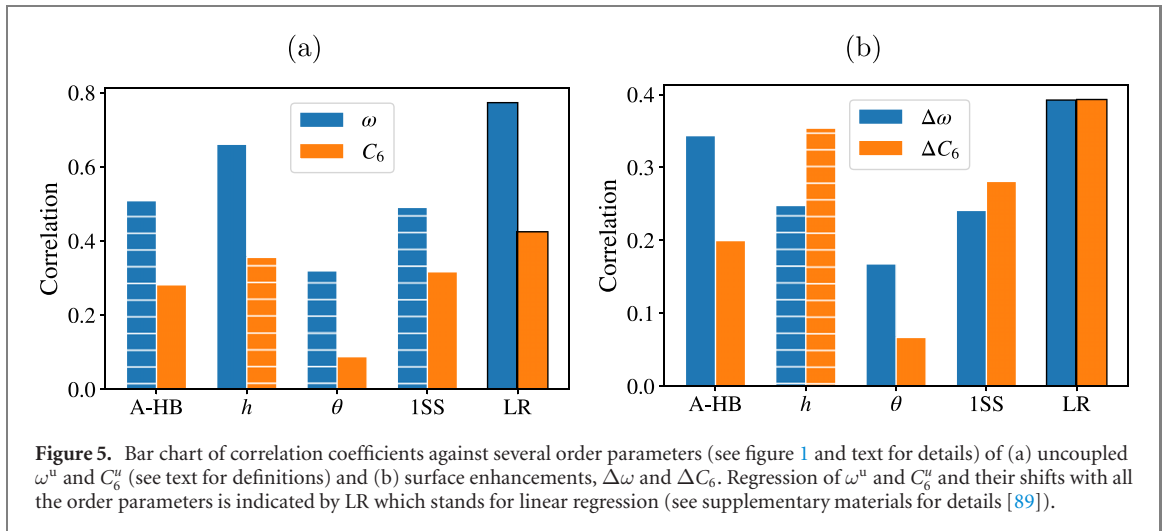 (a)
(b)
0.8
0.6
0.4
0.2
0.0
Correlation
ω
C₆
A-HB
h
θ
1SS
LR
0.4
0.3
0.2
0.1
0.0
Correlation
Δω
ΔC₆
A-HB
h
θ
1SS
LR
Figure 5. Bar chart of correlation coefficients against several order parameters (see figure 1 and text for details) of (a) uncoupled
ωᵘ and C₆ᵘ (see text for definitions) and (b) surface enhancements, Δω and ΔC₆. Regression of ωᵘ and C₆ᵘ and their shifts with all
the order parameters is indicated by LR which stands for linear regression (see supplementary materials for details [89]).